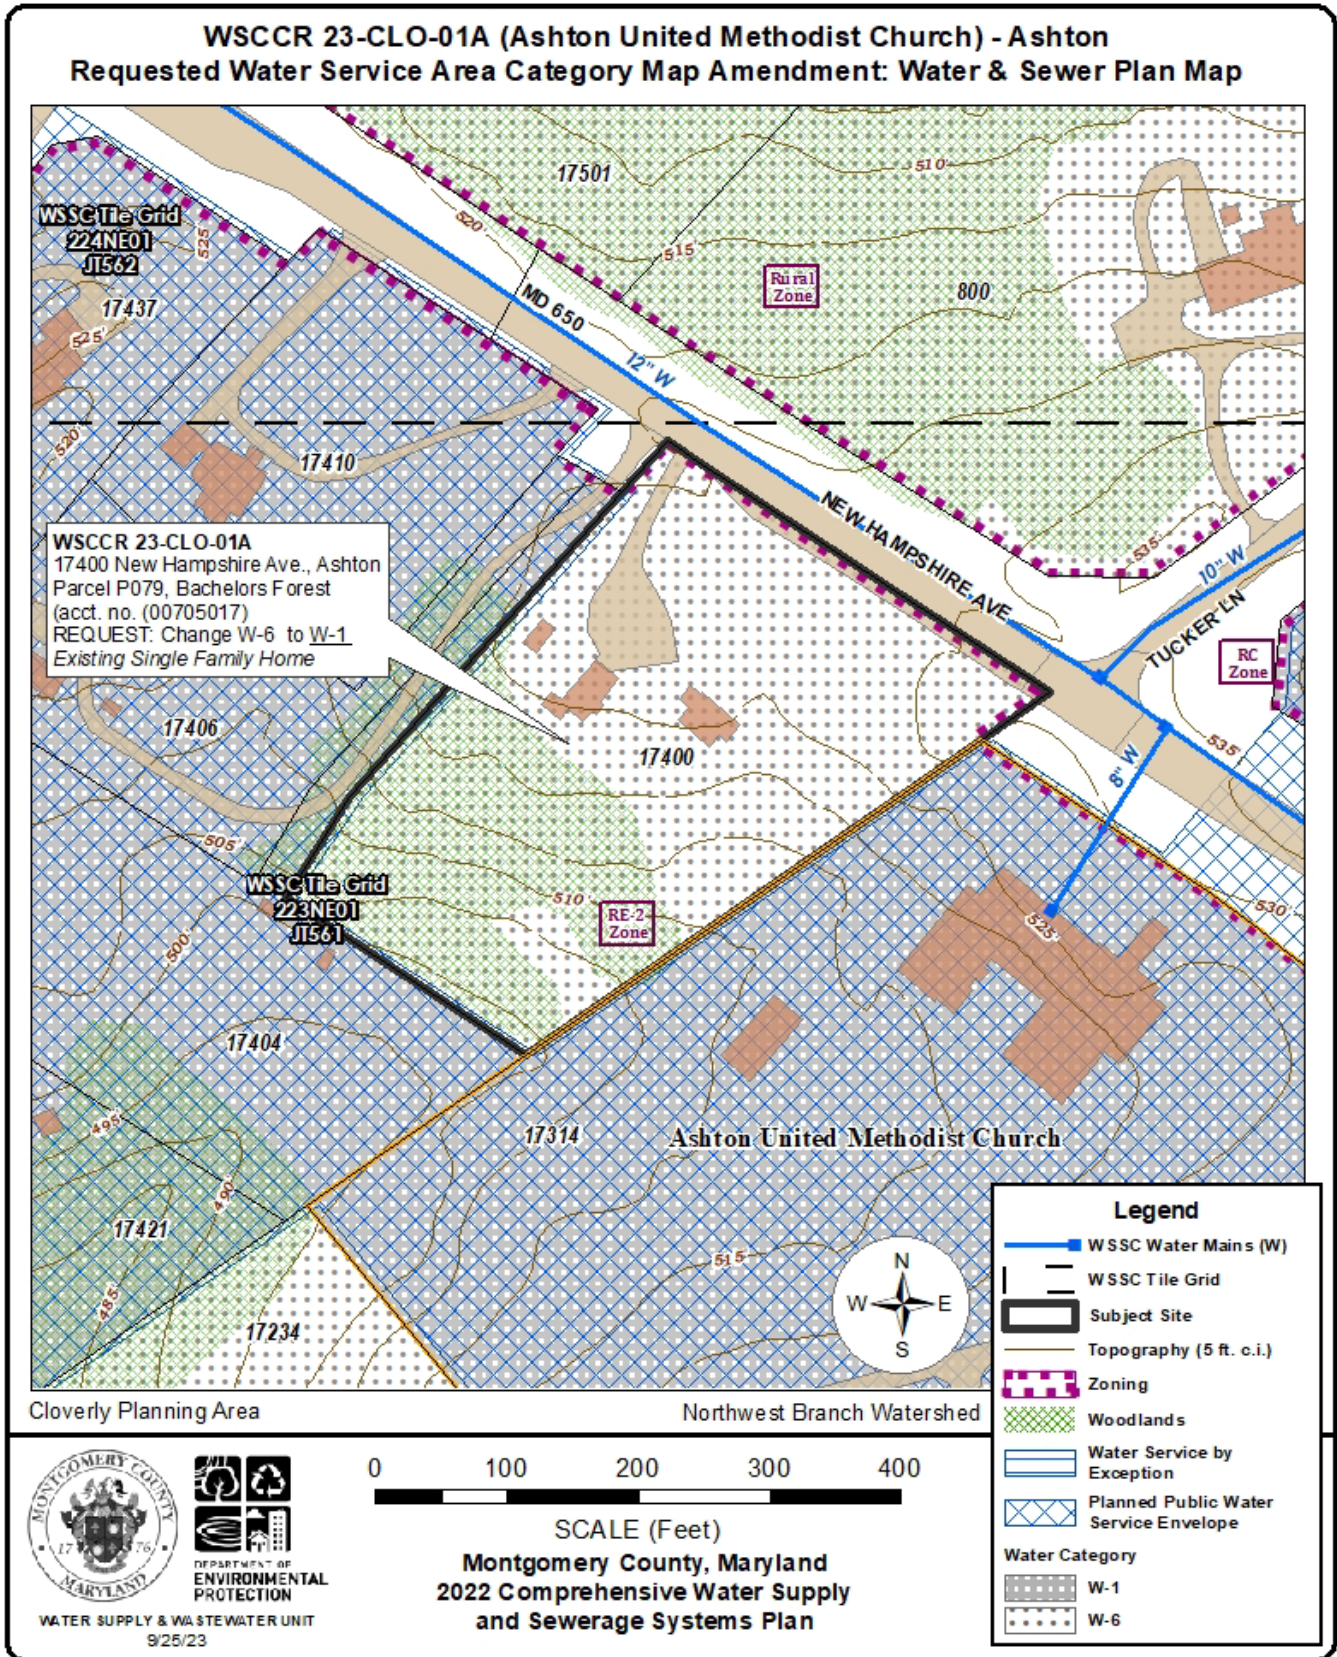 WSCCR 23-CLO-01A (Ashton United Methodist Church) - Ashton
Requested Water Service Area Category Map Amendment: Water & Sewer Plan Map
17501
510'
520'
WSSC Tile Grid
224NE01
JT562
525'
515'
Rural
Zone
800
17437
525'
MD 650
12" W
520'
17410
NEW HAMPSHIRE AVE
535'
10" W
TUCKER LN
RC
Zone
WSCCR 23-CLO-01A
17400 New Hampshire Ave., Ashton
Parcel P079, Bachelors Forest
(acct. no. (00705017)
REQUEST: Change W-6 to W-1
Existing Single Family Home
17406
17400
535'
8" W
505'
WSSC Tile Grid
223NE01
JT561
510'
RE-2
Zone
530'
525'
500'
17404
495'
17314
Ashton United Methodist Church
490'
17421
485'
515'
17234
N
W
E
S
Legend
WSSC Water Mains (W)
WSSC Tile Grid
Subject Site
Topography (5 ft. c.i.)
Zoning
Woodlands
Water Service by
Exception
Planned Public Water
Service Envelope
Water Category
W-1
W-6
Cloverly Planning Area
Northwest Branch Watershed
MONTGOMERY COUNTY
17 76
MARYLAND
DEPARTMENT OF
ENVIRONMENTAL
PROTECTION
WATER SUPPLY & WASTEWATER UNIT
9/25/23
0 100 200 300 400
SCALE (Feet)
Montgomery County, Maryland
2022 Comprehensive Water Supply
and Sewerage Systems Plan